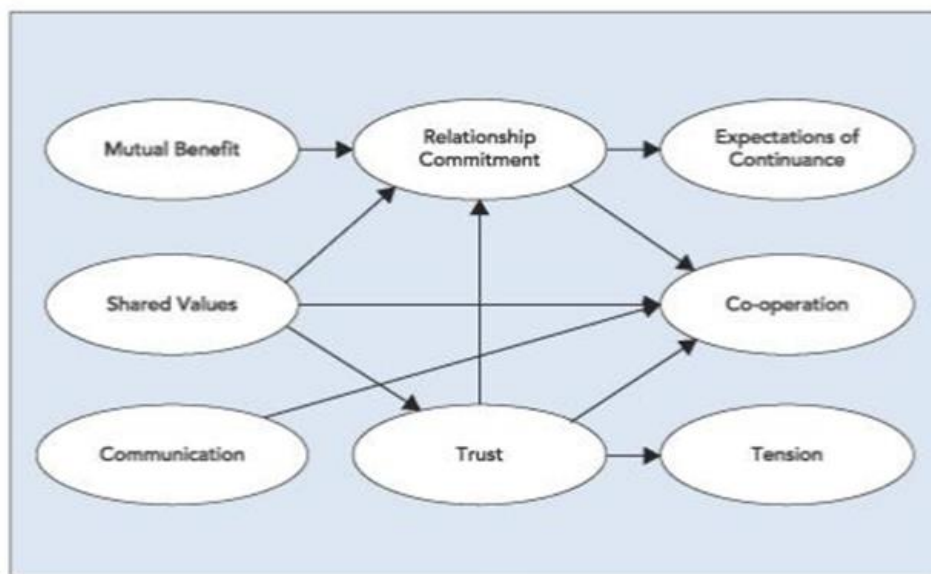 Mutual Benefit
Relationship
Commitment
Expectations of
Continuance
Shared Values
Co-operation
Communication
Trust
Tension